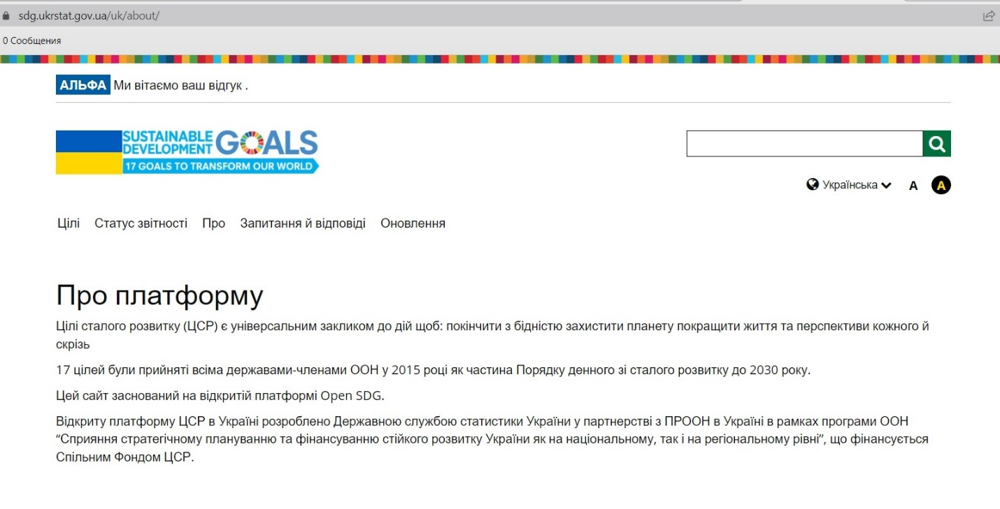 sdg.ukrstat.gov.ua/uk/about/
0 Сообщения
АЛЬФА Ми вітаємо ваш відгук .
SUSTAINABLE
DEVELOPMENT GOALS
17 GOALS TO TRANSFORM OUR WORLD
Українська A A
Цілі Статус звітності Про Запитання й відповіді Оновлення
Про платформу
Цілі сталого розвитку (ЦСР) є універсальним закликом до дій щоб: покінчити з бідністю захистити планету покращити життя та перспективи кожного й
скрізь
17 цілей були прийняті всіма державами-членами ООН у 2015 році як частина Порядку денного зі сталого розвитку до 2030 року.
Цей сайт заснований на відкритій платформі Open SDG.
Відкриту платформу ЦСР в Україні розроблено Державною службою статистики України у партнерстві з ПРООН в Україні в рамках програми ООН
“Сприяння стратегічному плануванню та фінансуванню стійкого розвитку України як на національному, так і на регіональному рівні”, що фінансується
Спільним Фондом ЦСР.